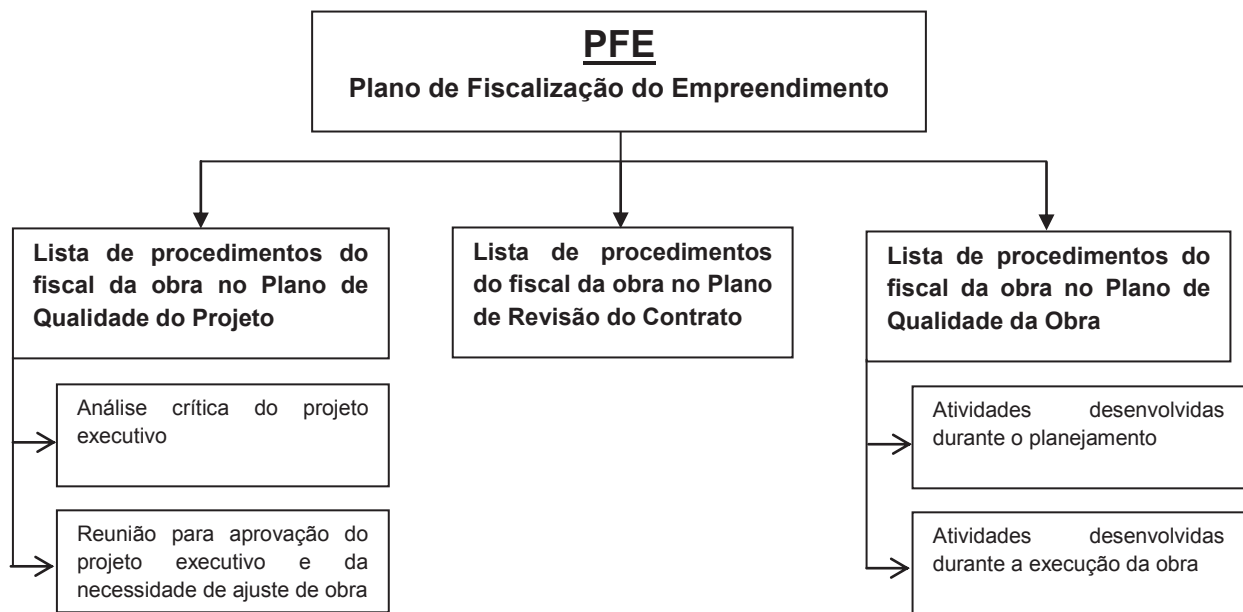 PFE
Plano de Fiscalização do Empreendimento
Lista de procedimentos do
fiscal da obra no Plano de
Qualidade do Projeto
Análise crítica do projeto
executivo
Reunião para aprovação do
projeto executivo e da
necessidade de ajuste de obra
Lista de procedimentos
do fiscal da obra no Plano
de Revisão do Contrato
Lista de procedimentos do
fiscal da obra no Plano de
Qualidade da Obra
Atividades desenvolvidas
durante o planejamento
Atividades desenvolvidas
durante a execução da obra